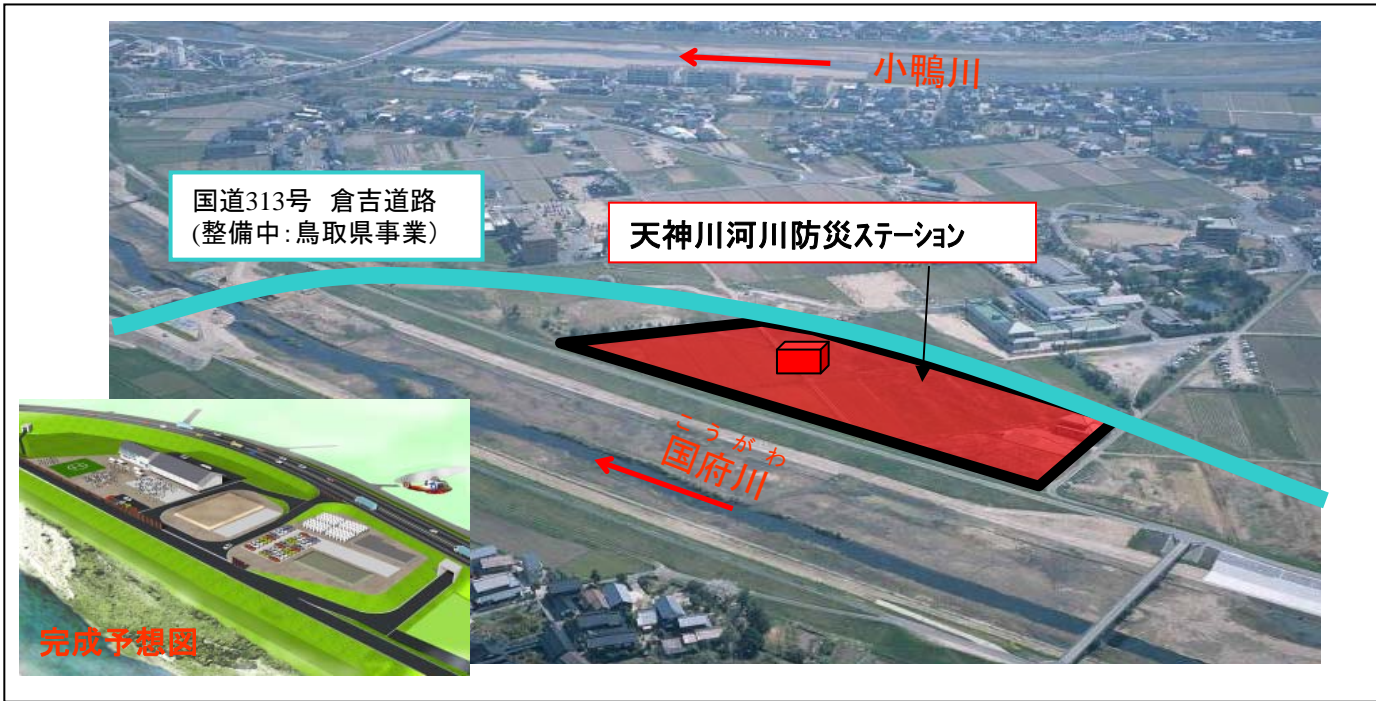 小鴨川
国道313号 倉吉道路
(整備中：鳥取県事業)
天神川河川防災ステーション
こうがわ
国府川
完成予想図